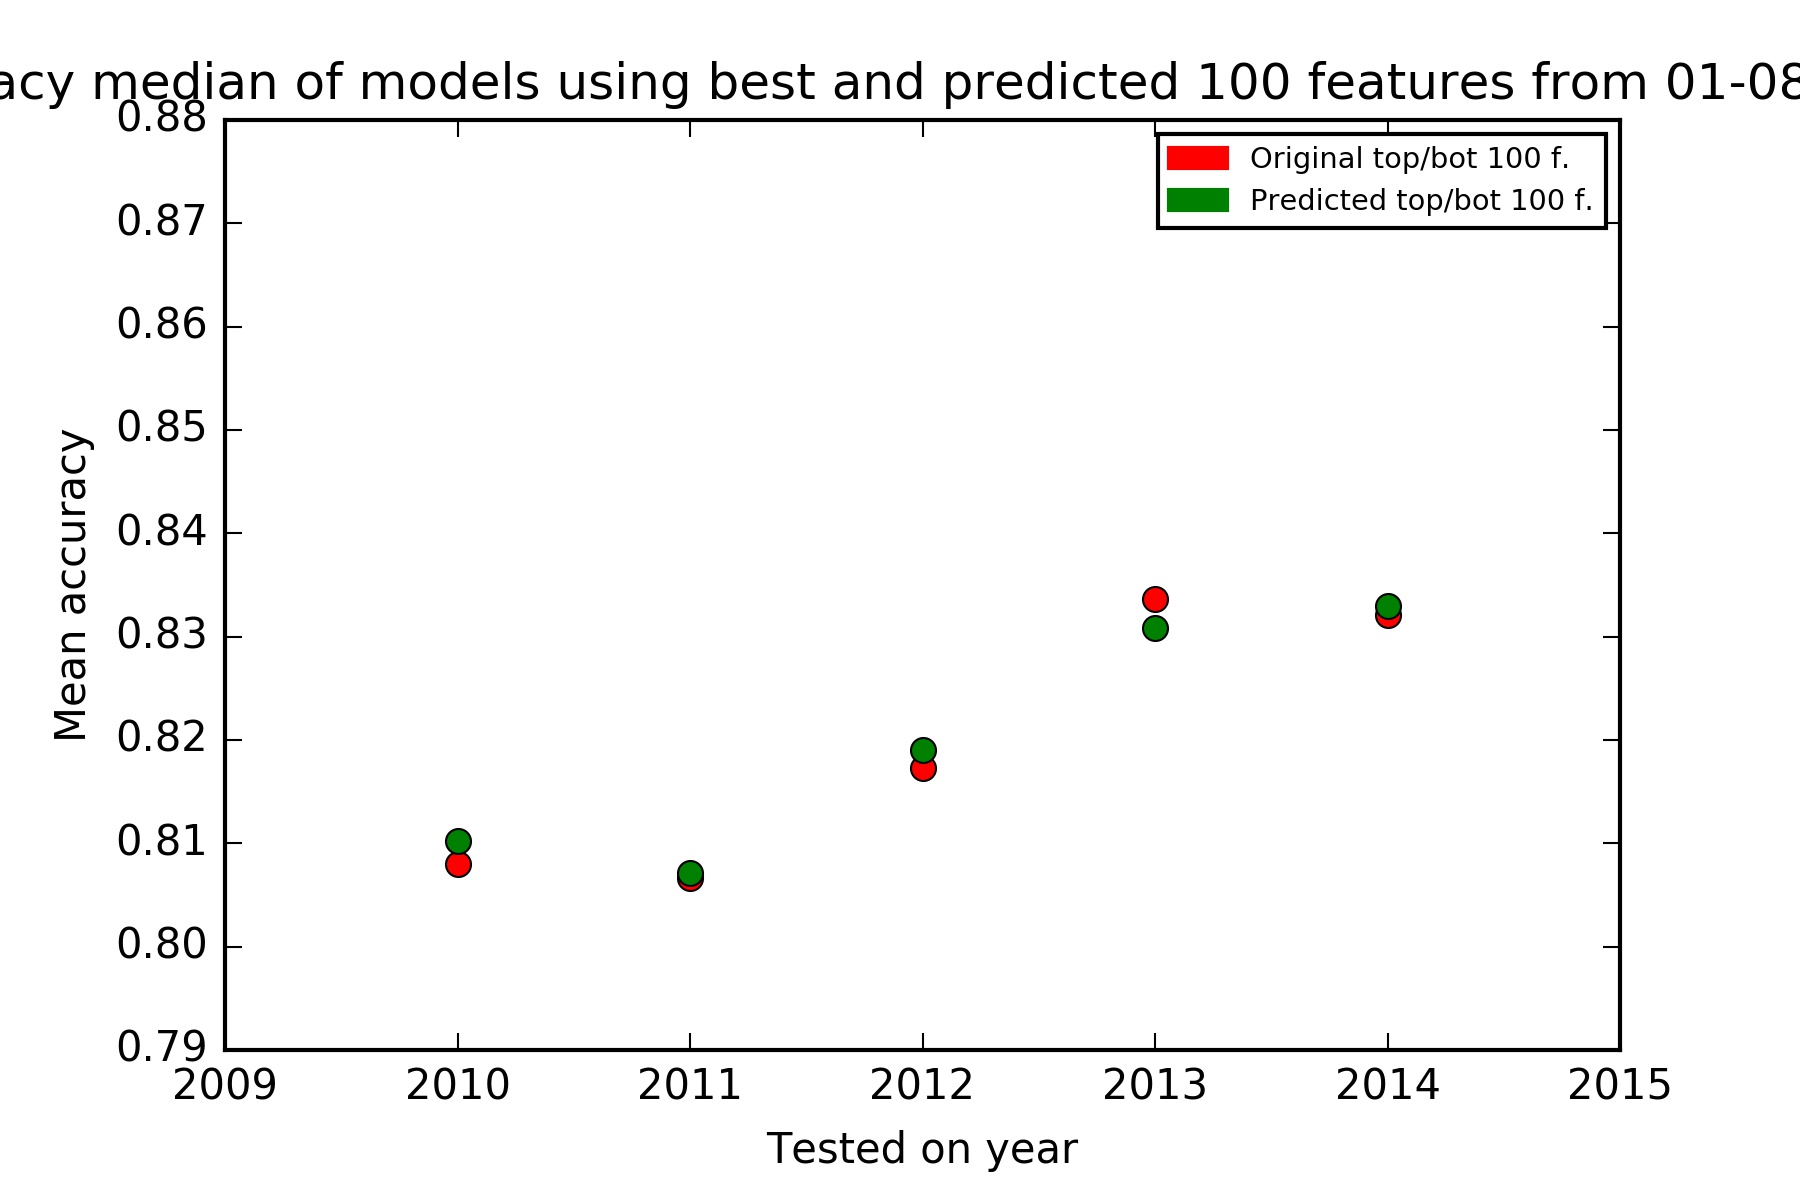 acy median of models using best and predicted 100 features from 01-08
0.88
0.87
0.86
0.85
0.84
0.83
0.82
0.81
0.80
0.79
Mean accuracy
Original top/bot 100 f.
Predicted top/bot 100 f.
2009 2010 2011 2012 2013 2014 2015
Tested on year